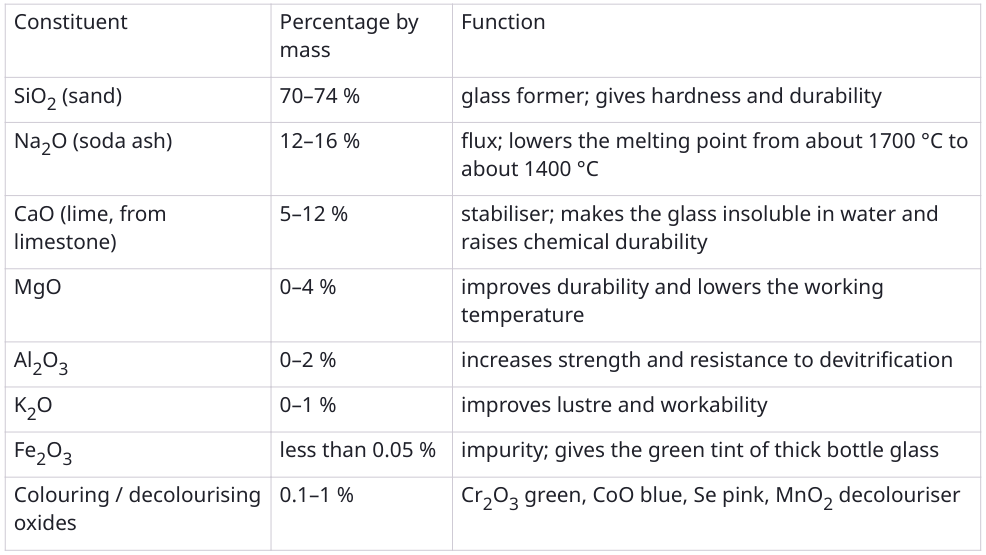 Constituent
Percentage by
mass
Function
SiO₂ (sand)
70–74 %
glass former; gives hardness and durability
Na₂O (soda ash)
12–16 %
flux; lowers the melting point from about 1700 °C to
about 1400 °C
CaO (lime, from
limestone)
5–12 %
stabiliser; makes the glass insoluble in water and
raises chemical durability
MgO
0–4 %
improves durability and lowers the working
temperature
Al₂O₃
0–2 %
increases strength and resistance to devitrification
K₂O
0–1 %
improves lustre and workability
Fe₂O₃
less than 0.05 %
impurity; gives the green tint of thick bottle glass
Colouring / decolourising
oxides
0.1–1 %
Cr₂O₃ green, CoO blue, Se pink, MnO₂ decolouriser